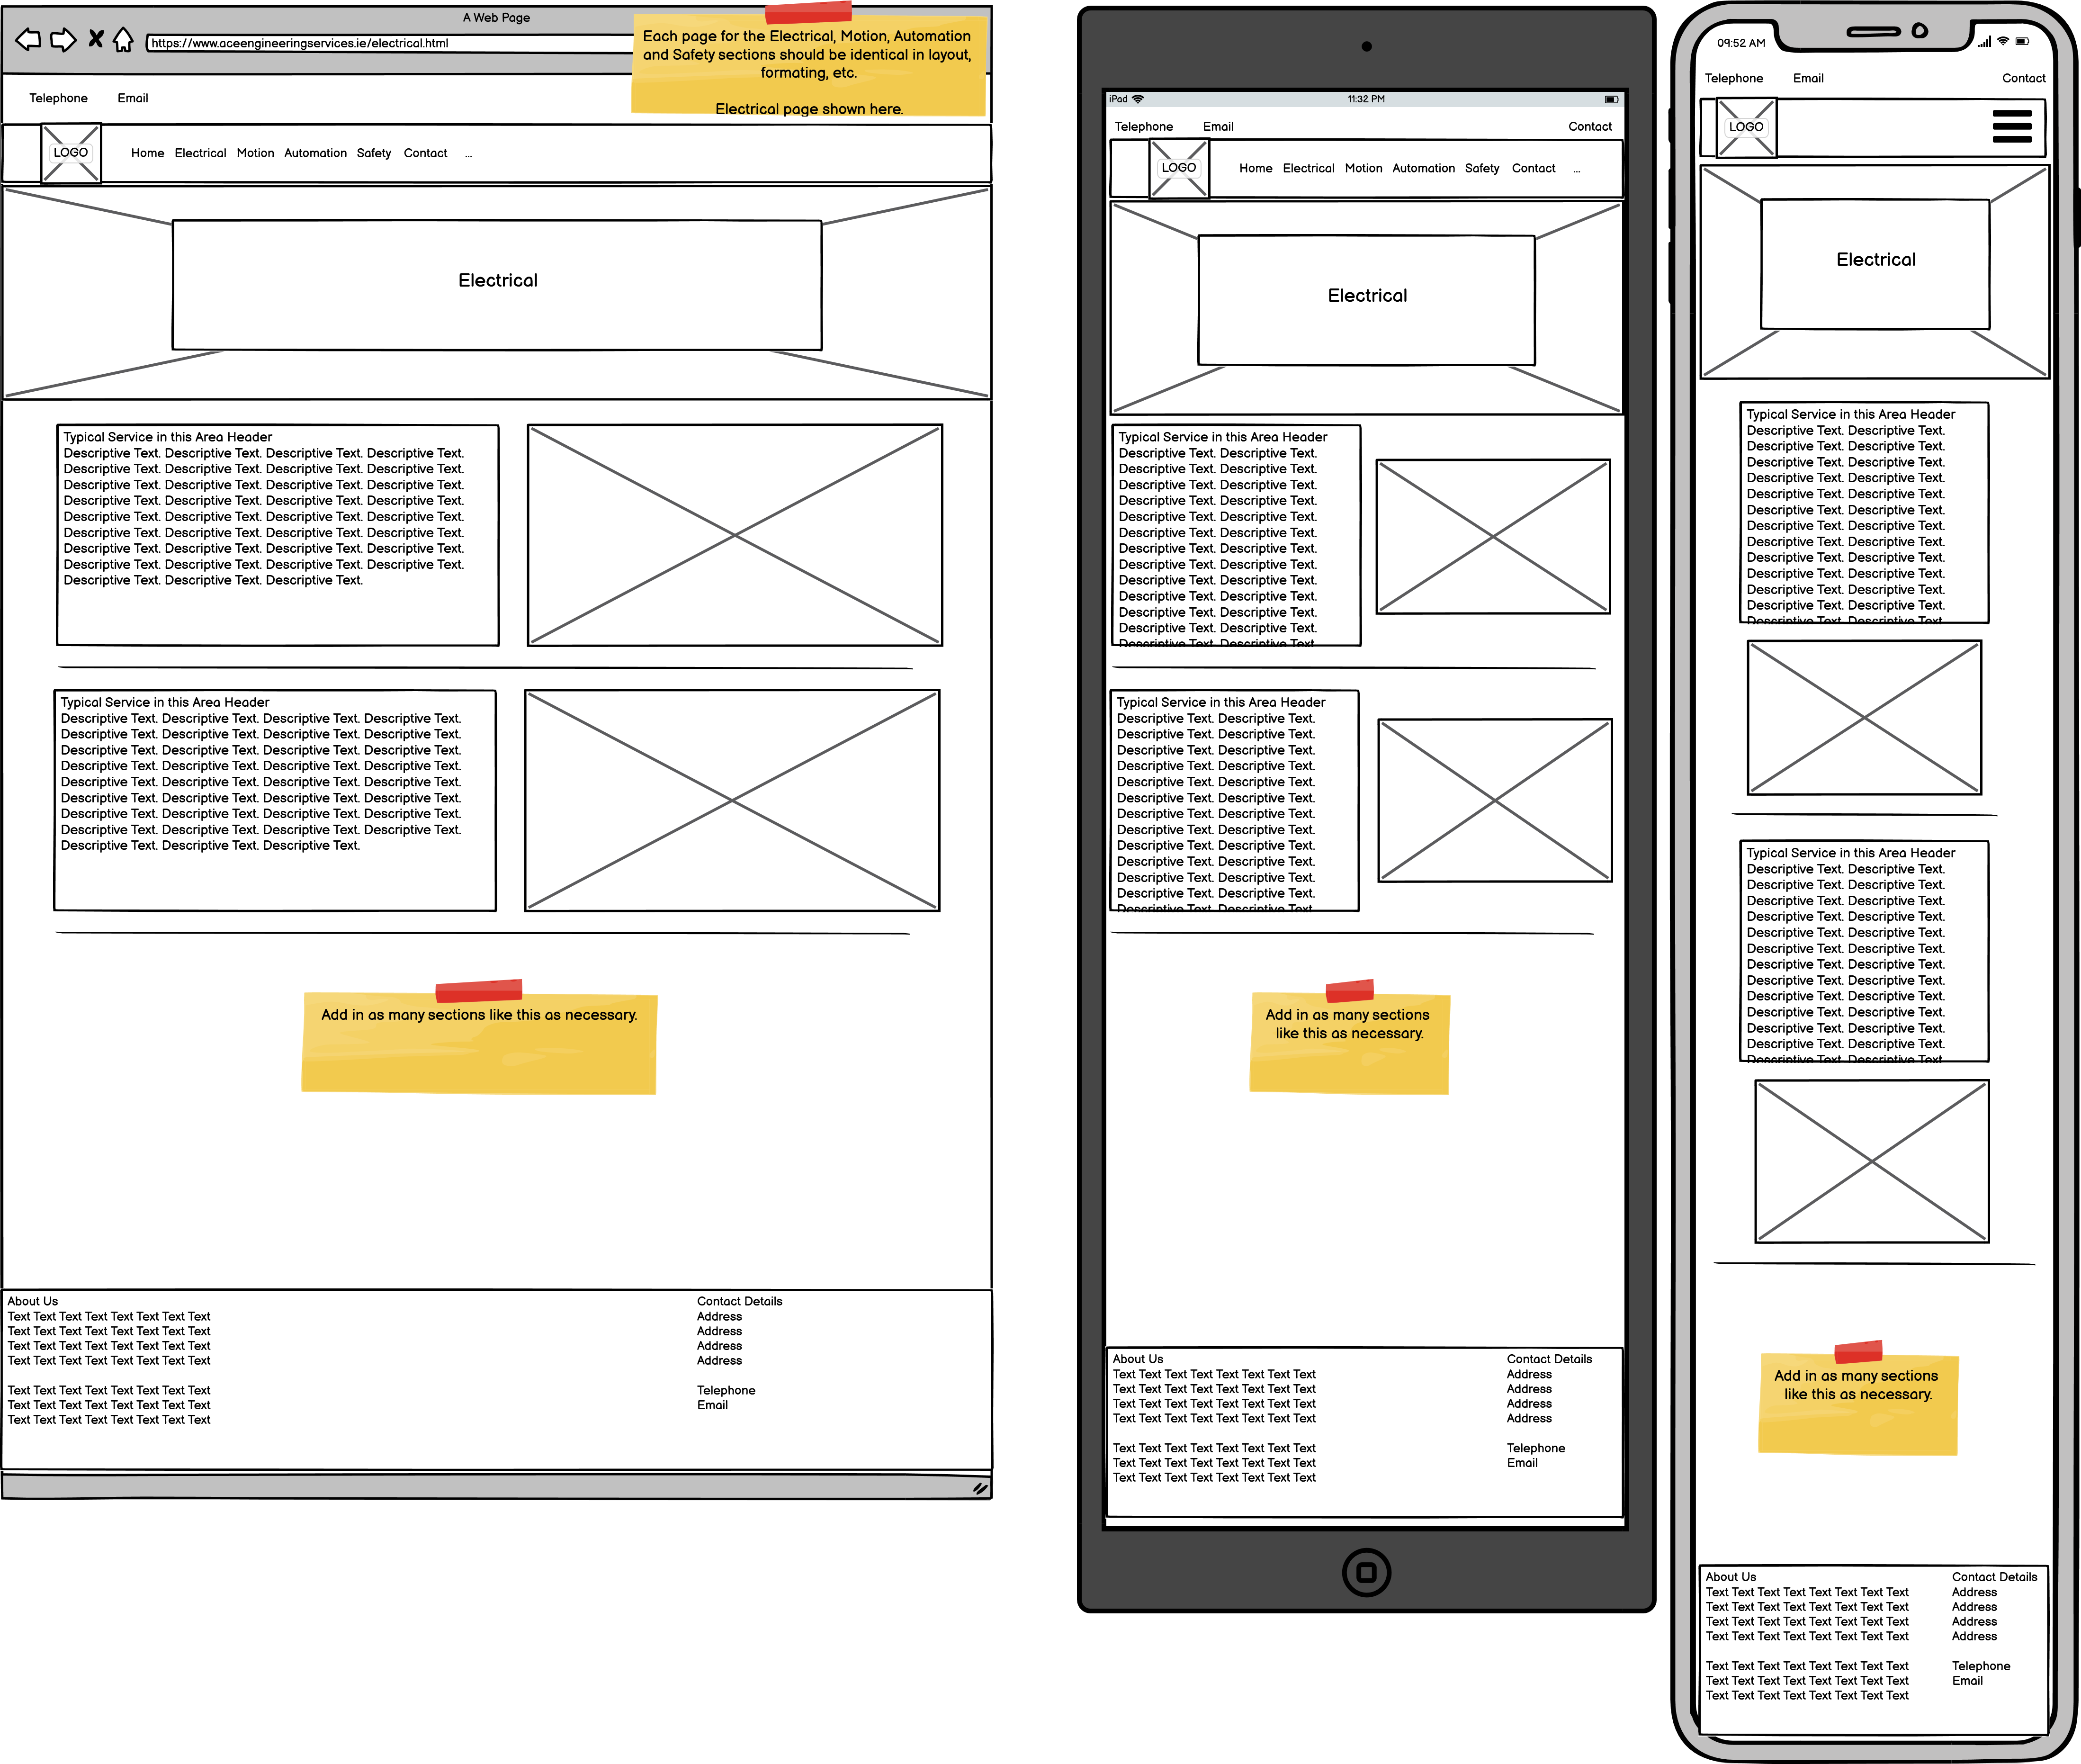 A Web Page
https://www.aceengineeringservices.ie/electrical.html
Each page for the Electrical, Motion, Automation
and Safety sections should be identical in layout,
formating, etc.
Electrical page shown here.
Telephone Email
LOGO
Home Electrical Motion Automation Safety Contact ...
Electrical
Typical Service in this Area Header
Descriptive Text. Descriptive Text. Descriptive Text. Descriptive Text.
Descriptive Text. Descriptive Text. Descriptive Text. Descriptive Text.
Descriptive Text. Descriptive Text. Descriptive Text. Descriptive Text.
Descriptive Text. Descriptive Text. Descriptive Text. Descriptive Text.
Descriptive Text. Descriptive Text. Descriptive Text. Descriptive Text.
Descriptive Text. Descriptive Text. Descriptive Text. Descriptive Text.
Descriptive Text. Descriptive Text. Descriptive Text. Descriptive Text.
Descriptive Text. Descriptive Text. Descriptive Text. Descriptive Text.
Descriptive Text. Descriptive Text. Descriptive Text.
Typical Service in this Area Header
Descriptive Text. Descriptive Text. Descriptive Text. Descriptive Text.
Descriptive Text. Descriptive Text. Descriptive Text. Descriptive Text.
Descriptive Text. Descriptive Text. Descriptive Text. Descriptive Text.
Descriptive Text. Descriptive Text. Descriptive Text. Descriptive Text.
Descriptive Text. Descriptive Text. Descriptive Text. Descriptive Text.
Descriptive Text. Descriptive Text. Descriptive Text. Descriptive Text.
Descriptive Text. Descriptive Text. Descriptive Text. Descriptive Text.
Descriptive Text. Descriptive Text. Descriptive Text. Descriptive Text.
Descriptive Text. Descriptive Text. Descriptive Text.
Add in as many sections like this as necessary.
About Us
Text Text Text Text Text Text Text Text
Text Text Text Text Text Text Text Text
Text Text Text Text Text Text Text Text
Text Text Text Text Text Text Text Text
Text Text Text Text Text Text Text Text
Text Text Text Text Text Text Text Text
Text Text Text Text Text Text Text Text
Contact Details
Address
Address
Address
Address
Telephone
Email
iPad 11:32 PM
Telephone Email Contact
LOGO
Home Electrical Motion Automation Safety Contact ...
Electrical
Typical Service in this Area Header
Descriptive Text. Descriptive Text.
Descriptive Text. Descriptive Text.
Descriptive Text. Descriptive Text.
Descriptive Text. Descriptive Text.
Descriptive Text. Descriptive Text.
Descriptive Text. Descriptive Text.
Descriptive Text. Descriptive Text.
Descriptive Text. Descriptive Text.
Descriptive Text. Descriptive Text.
Descriptive Text. Descriptive Text.
Descriptive Text. Descriptive Text.
Descriptive Text. Descriptive Text.
Descriptive Text. Descriptive Text.
Typical Service in this Area Header
Descriptive Text. Descriptive Text.
Descriptive Text. Descriptive Text.
Descriptive Text. Descriptive Text.
Descriptive Text. Descriptive Text.
Descriptive Text. Descriptive Text.
Descriptive Text. Descriptive Text.
Descriptive Text. Descriptive Text.
Descriptive Text. Descriptive Text.
Descriptive Text. Descriptive Text.
Descriptive Text. Descriptive Text.
Descriptive Text. Descriptive Text.
Descriptive Text. Descriptive Text.
Descriptive Text. Descriptive Text.
Add in as many sections
like this as necessary.
About Us
Text Text Text Text Text Text Text Text
Text Text Text Text Text Text Text Text
Text Text Text Text Text Text Text Text
Text Text Text Text Text Text Text Text
Text Text Text Text Text Text Text Text
Text Text Text Text Text Text Text Text
Text Text Text Text Text Text Text Text
Contact Details
Address
Address
Address
Address
Telephone
Email
09:52 AM
Telephone Email Contact
LOGO
Electrical
Typical Service in this Area Header
Descriptive Text. Descriptive Text.
Descriptive Text. Descriptive Text.
Descriptive Text. Descriptive Text.
Descriptive Text. Descriptive Text.
Descriptive Text. Descriptive Text.
Descriptive Text. Descriptive Text.
Descriptive Text. Descriptive Text.
Descriptive Text. Descriptive Text.
Descriptive Text. Descriptive Text.
Descriptive Text. Descriptive Text.
Descriptive Text. Descriptive Text.
Descriptive Text. Descriptive Text.
Descriptive Text. Descriptive Text.
Typical Service in this Area Header
Descriptive Text. Descriptive Text.
Descriptive Text. Descriptive Text.
Descriptive Text. Descriptive Text.
Descriptive Text. Descriptive Text.
Descriptive Text. Descriptive Text.
Descriptive Text. Descriptive Text.
Descriptive Text. Descriptive Text.
Descriptive Text. Descriptive Text.
Descriptive Text. Descriptive Text.
Descriptive Text. Descriptive Text.
Descriptive Text. Descriptive Text.
Descriptive Text. Descriptive Text.
Descriptive Text. Descriptive Text.
Add in as many sections
like this as necessary.
About Us
Text Text Text Text Text Text Text Text
Text Text Text Text Text Text Text Text
Text Text Text Text Text Text Text Text
Text Text Text Text Text Text Text Text
Text Text Text Text Text Text Text Text
Text Text Text Text Text Text Text Text
Text Text Text Text Text Text Text Text
Contact Details
Address
Address
Address
Address
Telephone
Email